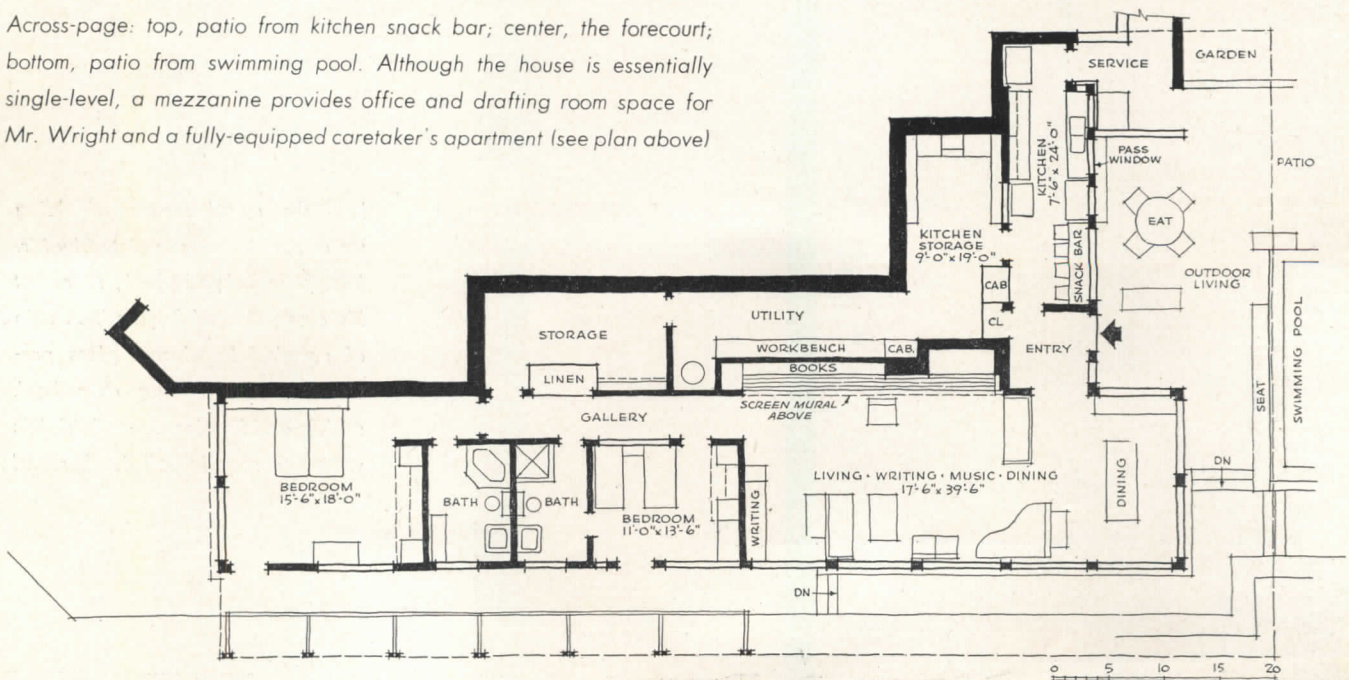 Across-page: top, patio from kitchen snack bar; center, the forecourt;
bottom, patio from swimming pool. Although the house is essentially
single-level, a mezzanine provides office and drafting room space for
Mr. Wright and a fully-equipped caretaker's apartment (see plan above)
GARDEN
SERVICE
PATIO
PASS
WINDOW
KITCHEN
7'-6" x 24'-0"
EAT
KITCHEN
STORAGE
9'-0" x 19'-0"
SNACK BAR
OUTDOOR
LIVING
CAB
CL
UTILITY
STORAGE
ENTRY
SWIMMING POOL
WORKBENCH
CAB.
BOOKS
LINEN
SEAT
SCREEN MURAL
ABOVE
GALLERY
DN
LIVING · WRITING · MUSIC · DINING
17'-6" x 39'-6"
DINING
BEDROOM
15'-6" x 18'-0"
BATH
BATH
BEDROOM
11'-0" x 13'-6"
WRITING
DN
0 5 10 15 20